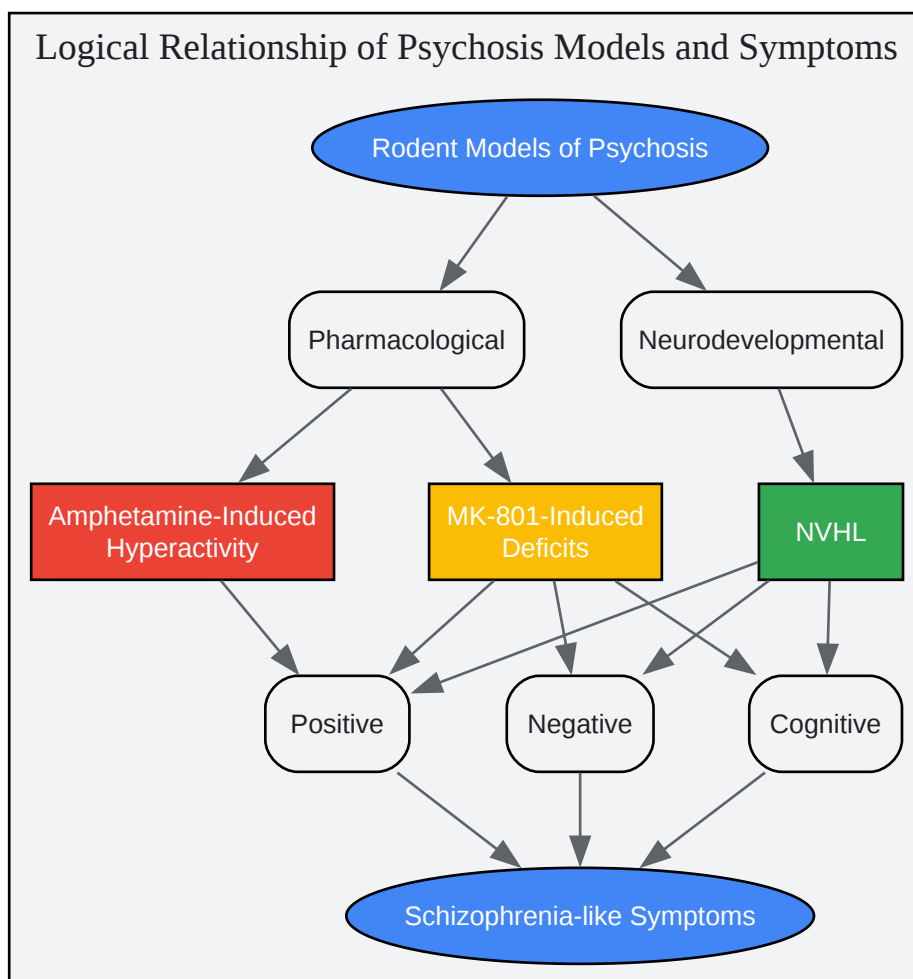 Logical Relationship of Psychosis Models and Symptoms
Rodent Models of Psychosis
Pharmacological
Neurodevelopmental
Amphetamine-Induced
Hyperactivity
MK-801-Induced
Deficits
NVHL
Positive
Negative
Cognitive
Schizophrenia-like Symptoms